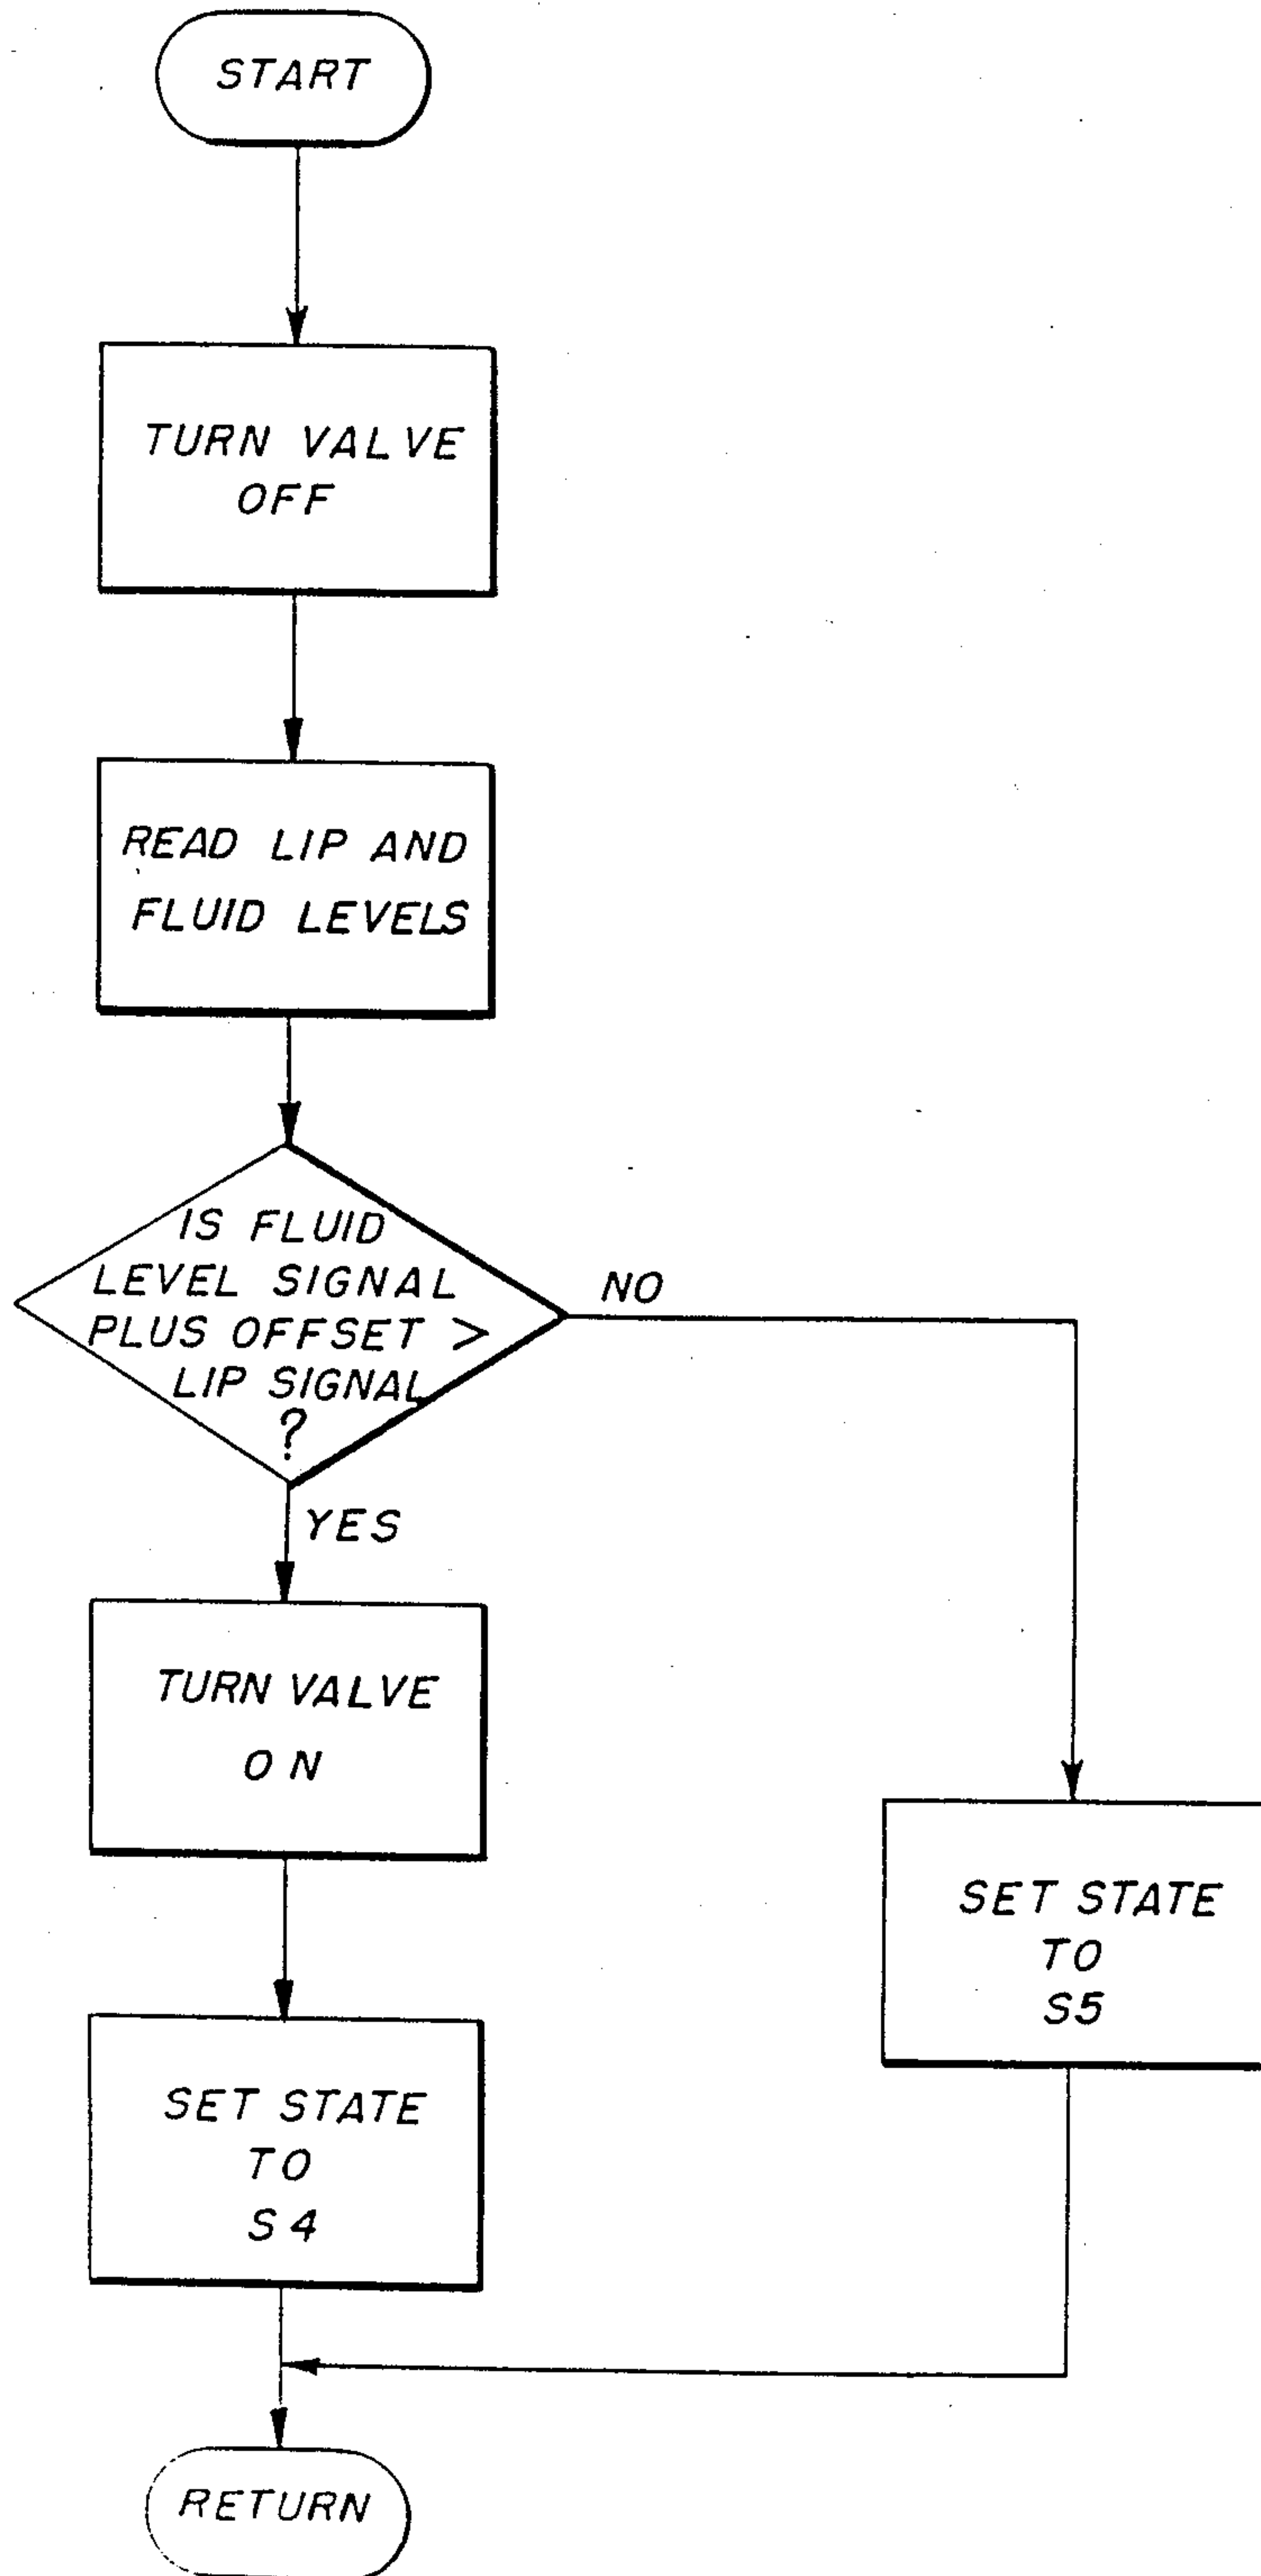 START
TURN VALVE
OFF
READ LIP AND
FLUID LEVELS
IS FLUID
LEVEL SIGNAL
PLUS OFFSET >
LIP SIGNAL
?
NO
YES
TURN VALVE
ON
SET STATE
TO
S5
SET STATE
TO
S4
RETURN